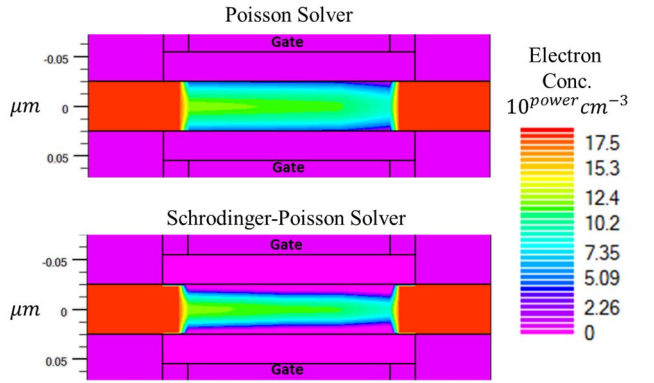 Poisson Solver
Gate
-0.05
μm 0
0.05
Gate
Electron
Conc.
10^power cm^-3
17.5
15.3
12.4
10.2
7.35
5.09
2.26
0
Schrodinger-Poisson Solver
Gate
-0.05
μm 0
0.05
Gate